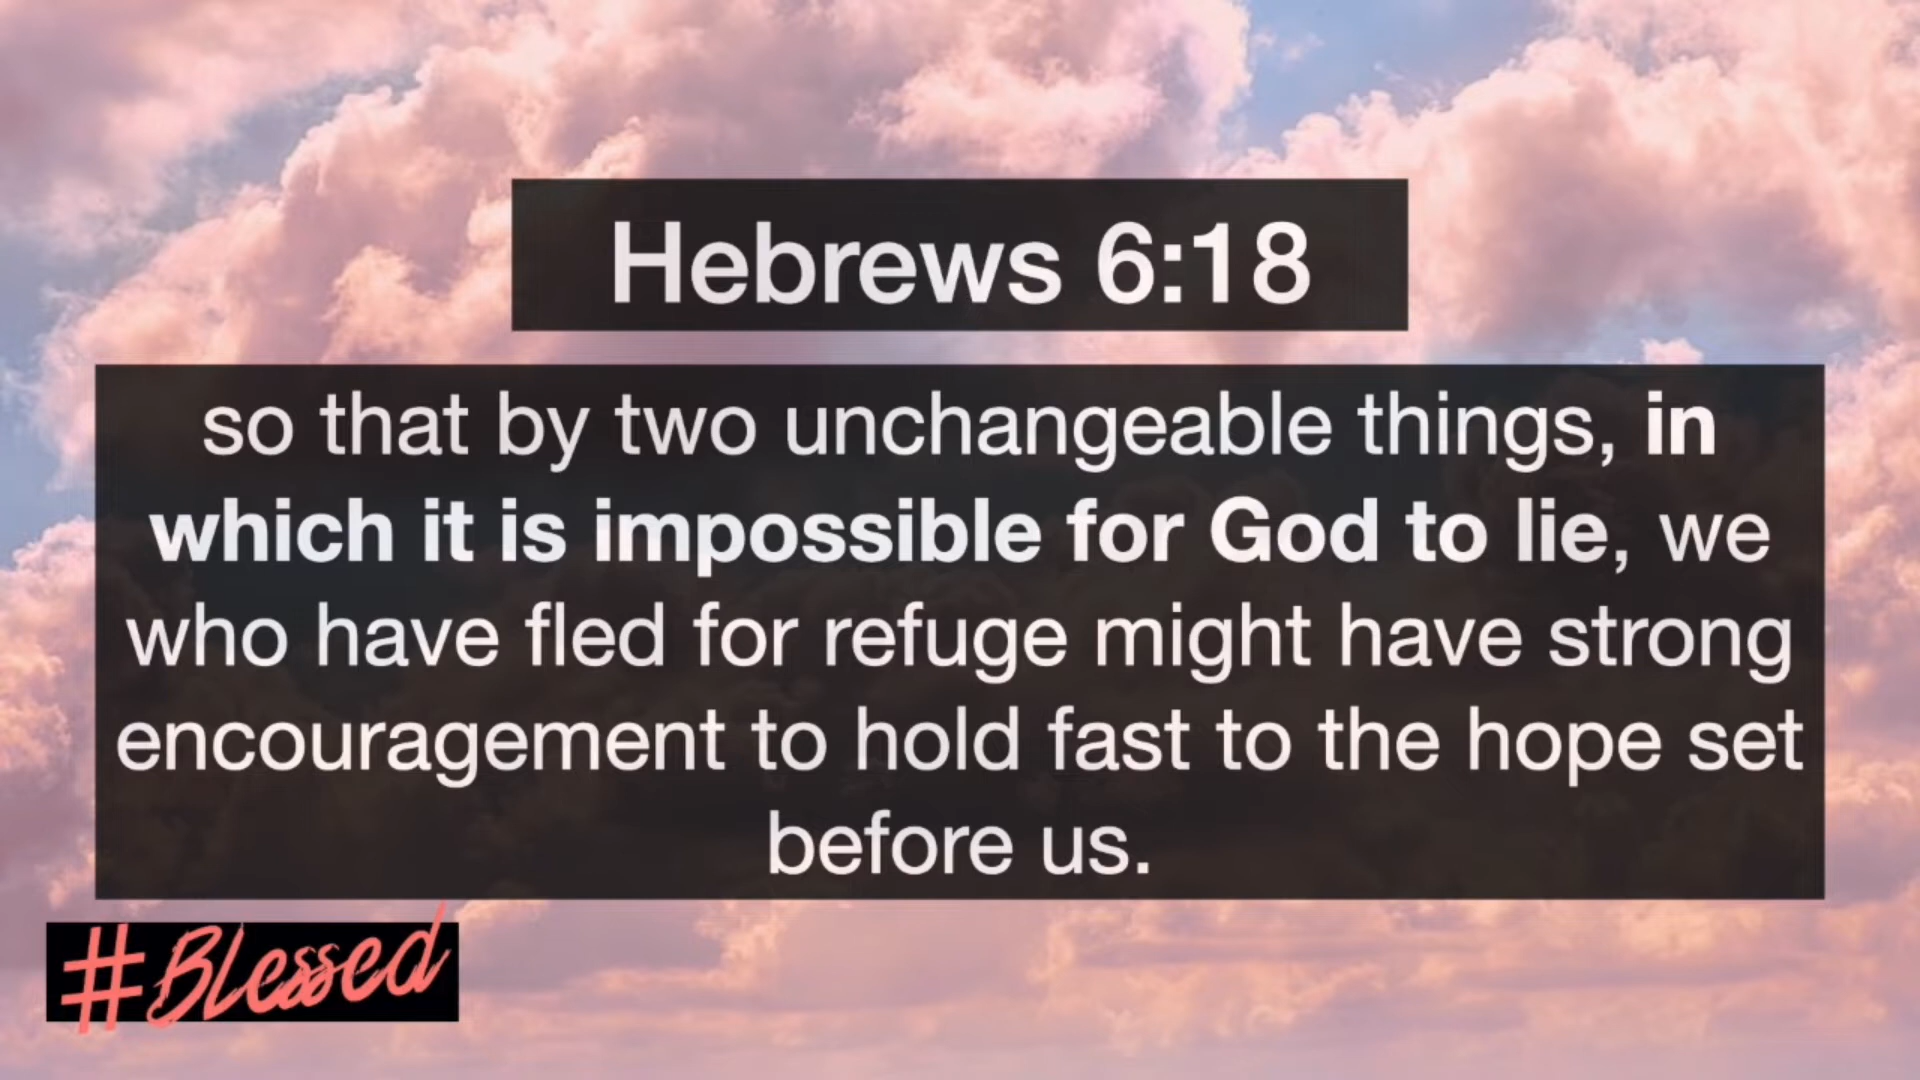 Hebrews 6:18
so that by two unchangeable things, in
which it is impossible for God to lie, we
who have fled for refuge might have strong
encouragement to hold fast to the hope set
before us.
#Blessed